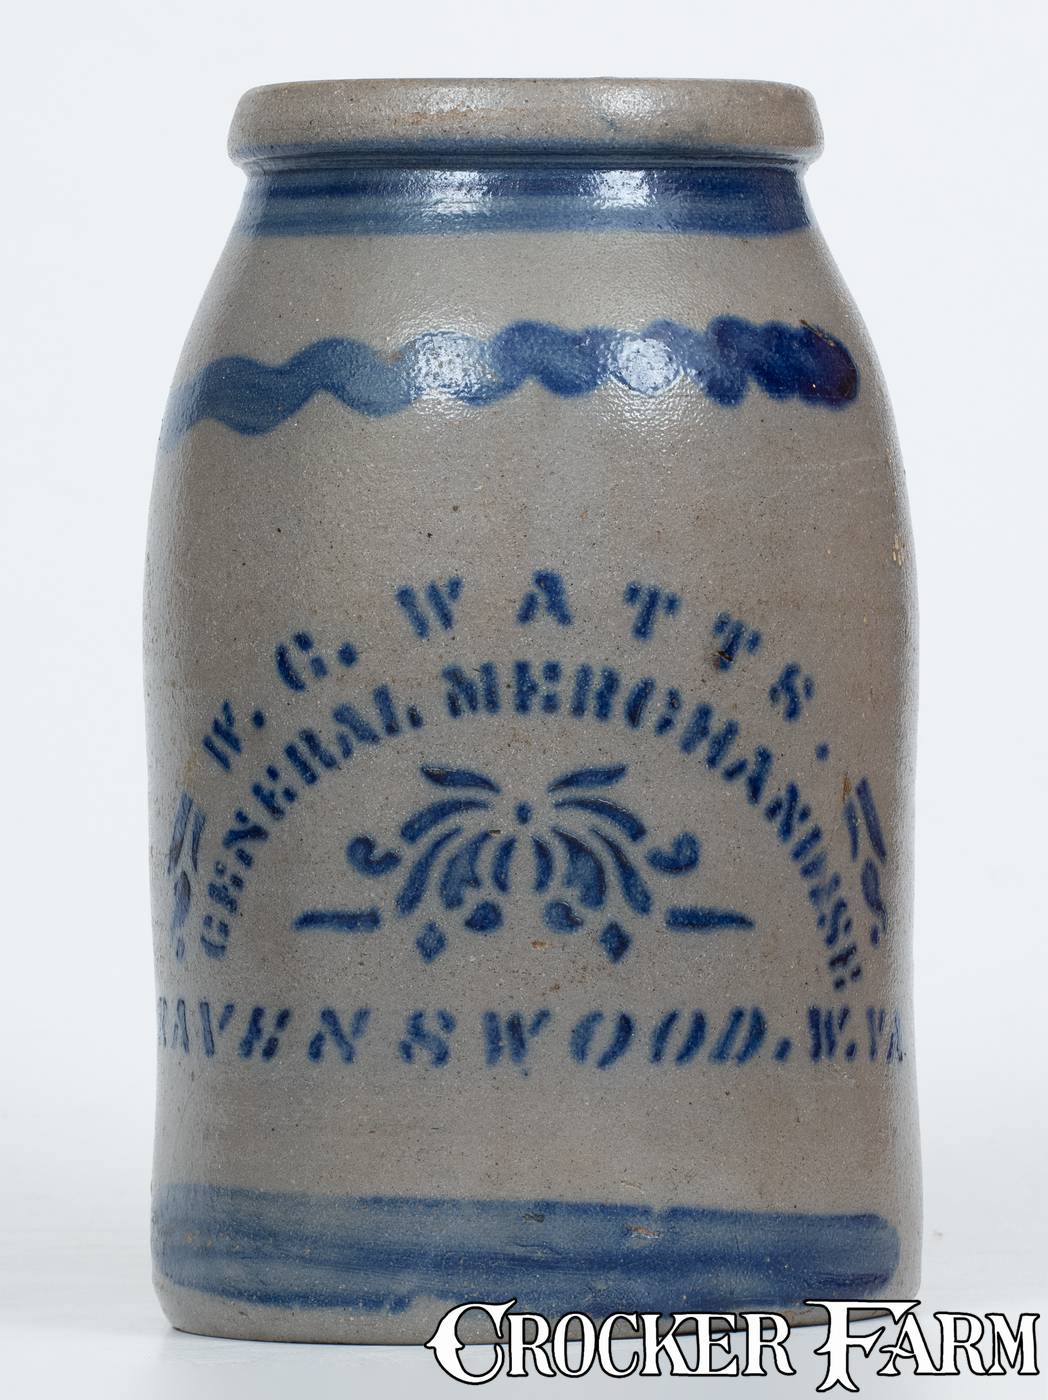 W. C. WATTS.
GENERAL MERCHANDISE
RAVENSWOOD. W. VA.
CROCKER FARM